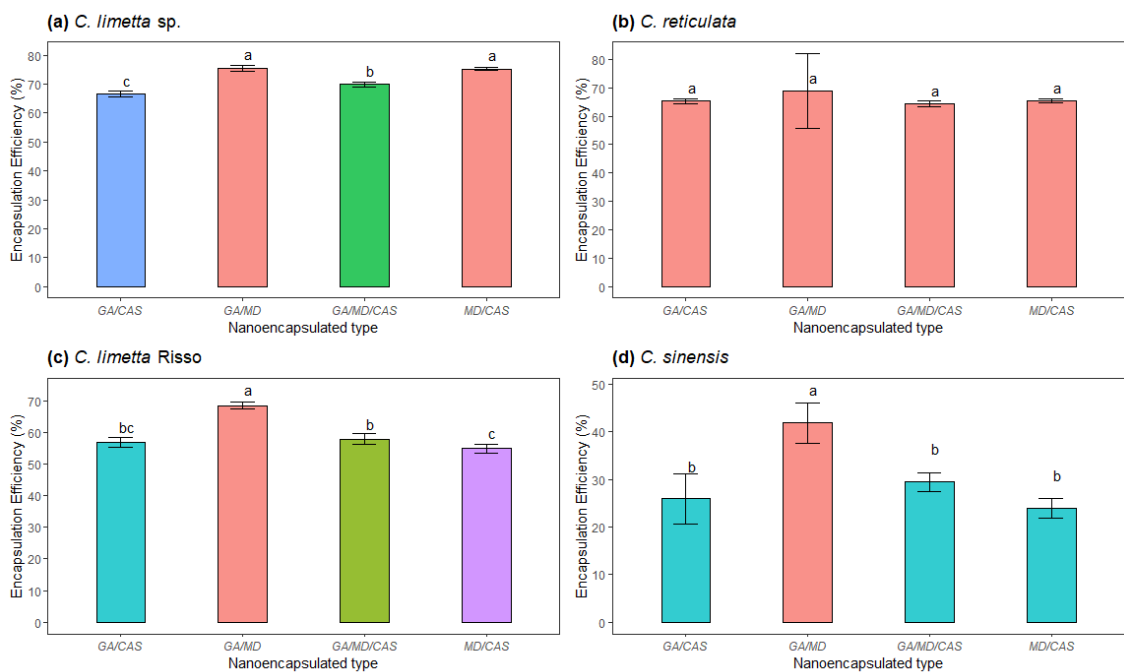 (a) C. limetta sp.
Encapsulation Efficiency (%)
80
70
60
50
40
30
20
10
0
c
a
b
a
GA/CAS GA/MD GA/MD/CAS MD/CAS
Nanoencapsulated type
(b) C. reticulata
Encapsulation Efficiency (%)
80
70
60
50
40
30
20
10
0
a
a
a
a
GA/CAS GA/MD GA/MD/CAS MD/CAS
Nanoencapsulated type
(c) C. limetta Risso
Encapsulation Efficiency (%)
70
60
50
40
30
20
10
0
bc
a
b
c
GA/CAS GA/MD GA/MD/CAS MD/CAS
Nanoencapsulated type
(d) C. sinensis
Encapsulation Efficiency (%)
50
40
30
20
10
0
b
a
b
b
GA/CAS GA/MD GA/MD/CAS MD/CAS
Nanoencapsulated type